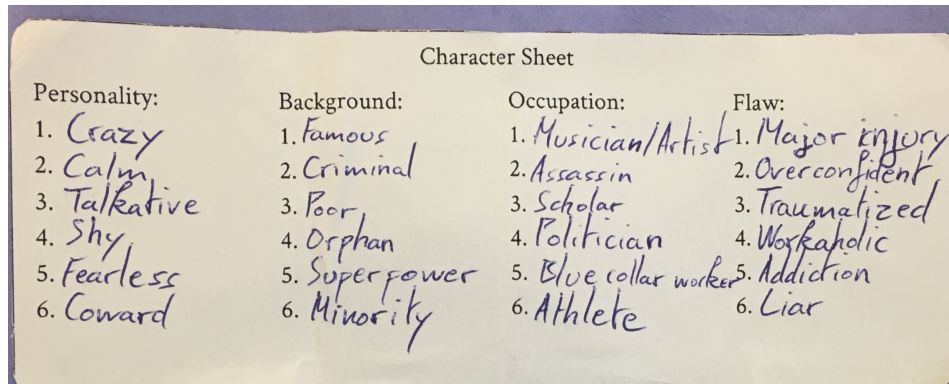 Character Sheet
Personality:
1. Crazy
2. Calm
3. Talkative
4. Shy
5. Fearless
6. Coward
Background:
1. Famous
2. Criminal
3. Poor
4. Orphan
5. Superpower
6. Minority
Occupation:
1. Musician/Artist
2. Assassin
3. Scholar
4. Politician
5. Blue collar worker
6. Athlete
Flaw:
1. Major injury
2. Overconfident
3. Traumatized
4. Workaholic
5. Addiction
6. Liar